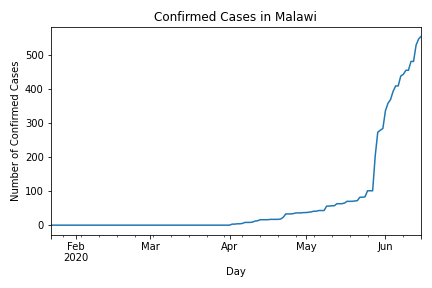 Confirmed Cases in Malawi
Number of Confirmed Cases
500
400
300
200
100
0
Feb Mar Apr May Jun
2020
Day